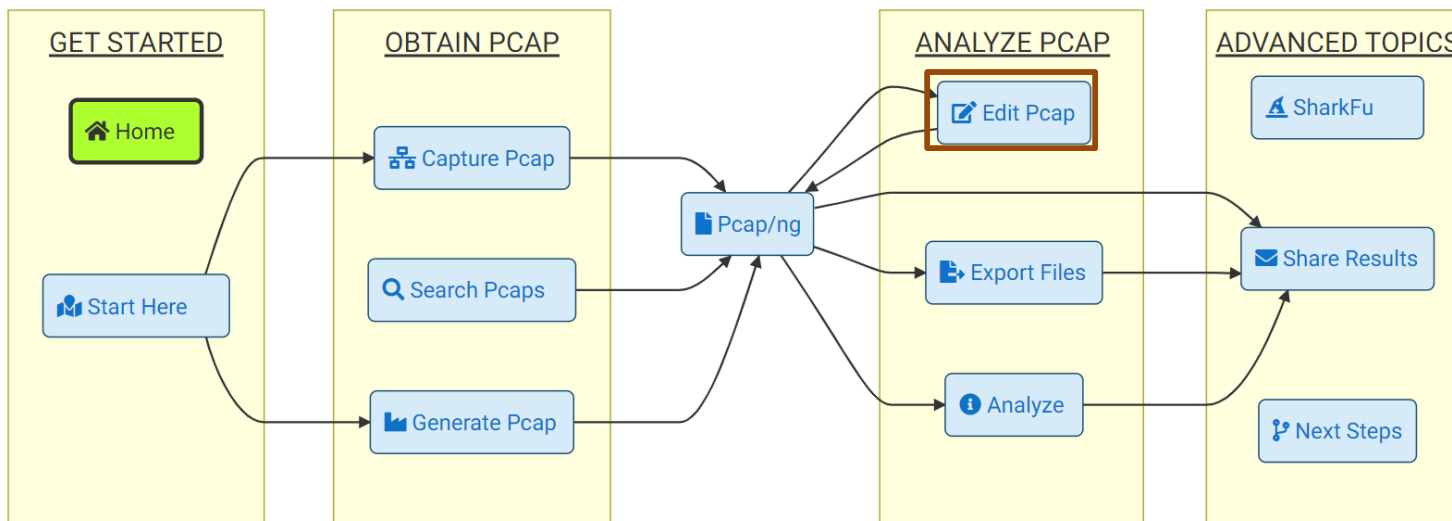 GET STARTED
Home
Start Here
OBTAIN PCAP
Capture Pcap
Search Pcaps
Generate Pcap
Pcap/ng
ANALYZE PCAP
Edit Pcap
Export Files
Analyze
ADVANCED TOPICS
SharkFu
Share Results
Next Steps